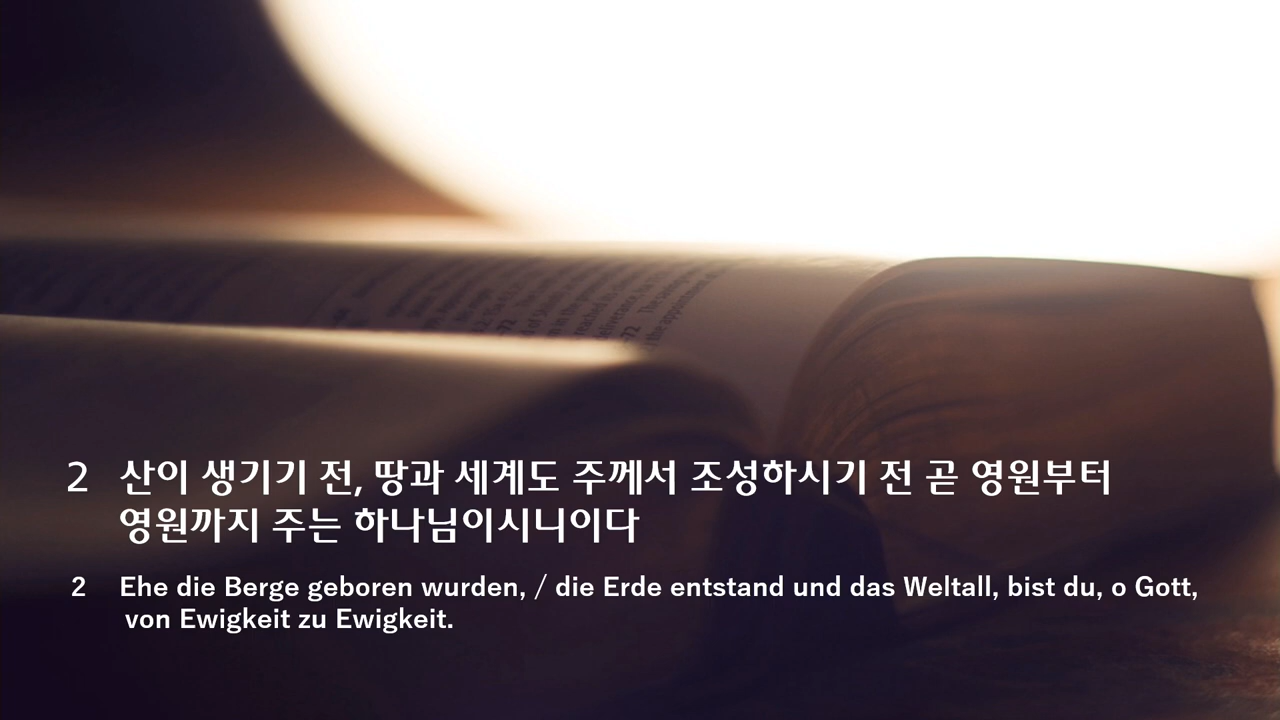 2 산이 생기기 전, 땅과 세계도 주께서 조성하시기 전 곧 영원부터
영원까지 주는 하나님이시니이다
2 Ehe die Berge geboren wurden, / die Erde entstand und das Weltall, bist du, o Gott,
von Ewigkeit zu Ewigkeit.